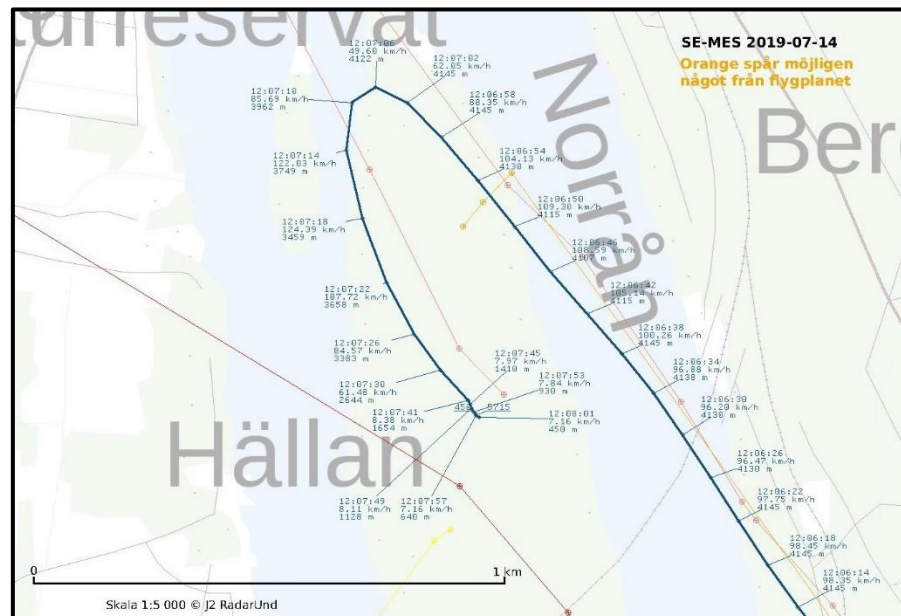 turreservat
SE-MES 2019-07-14
Orange spår möjligen
något från flygplanet
Norrån
Ber
Hällan
12:07:06
49.60 km/h
4122 m
12:07:02
62.05 km/h
4145 m
12:06:58
88.35 km/h
4145 m
12:07:10
85.69 km/h
3962 m
12:06:54
104.13 km/h
4130 m
12:07:14
122.03 km/h
3749 m
12:06:50
109.30 km/h
4115 m
12:07:18
124.39 km/h
3459 m
12:06:46
108.59 km/h
4107 m
12:07:22
107.72 km/h
3658 m
12:06:42
105.14 km/h
4115 m
12:06:38
100.26 km/h
4145 m
12:07:26
84.57 km/h
3383 m
12:06:34
96.88 km/h
4138 m
12:07:45
7.97 km/h
1410 m
12:07:30
61.48 km/h
2644 m
12:07:53
7.84 km/h
930 m
12:06:30
96.20 km/h
4130 m
12:07:41
8.38 km/h
1654 m
450 5715
12:08:01
7.16 km/h
450 m
12:06:26
96.47 km/h
4130 m
12:07:49
8.11 km/h
1128 m
12:07:57
7.16 km/h
640 m
12:06:22
97.75 km/h
4145 m
12:06:18
98.45 km/h
4145 m
12:06:14
98.35 km/h
4145 m
0
1 km
Skala 1:5 000 © J2 RadarUnd